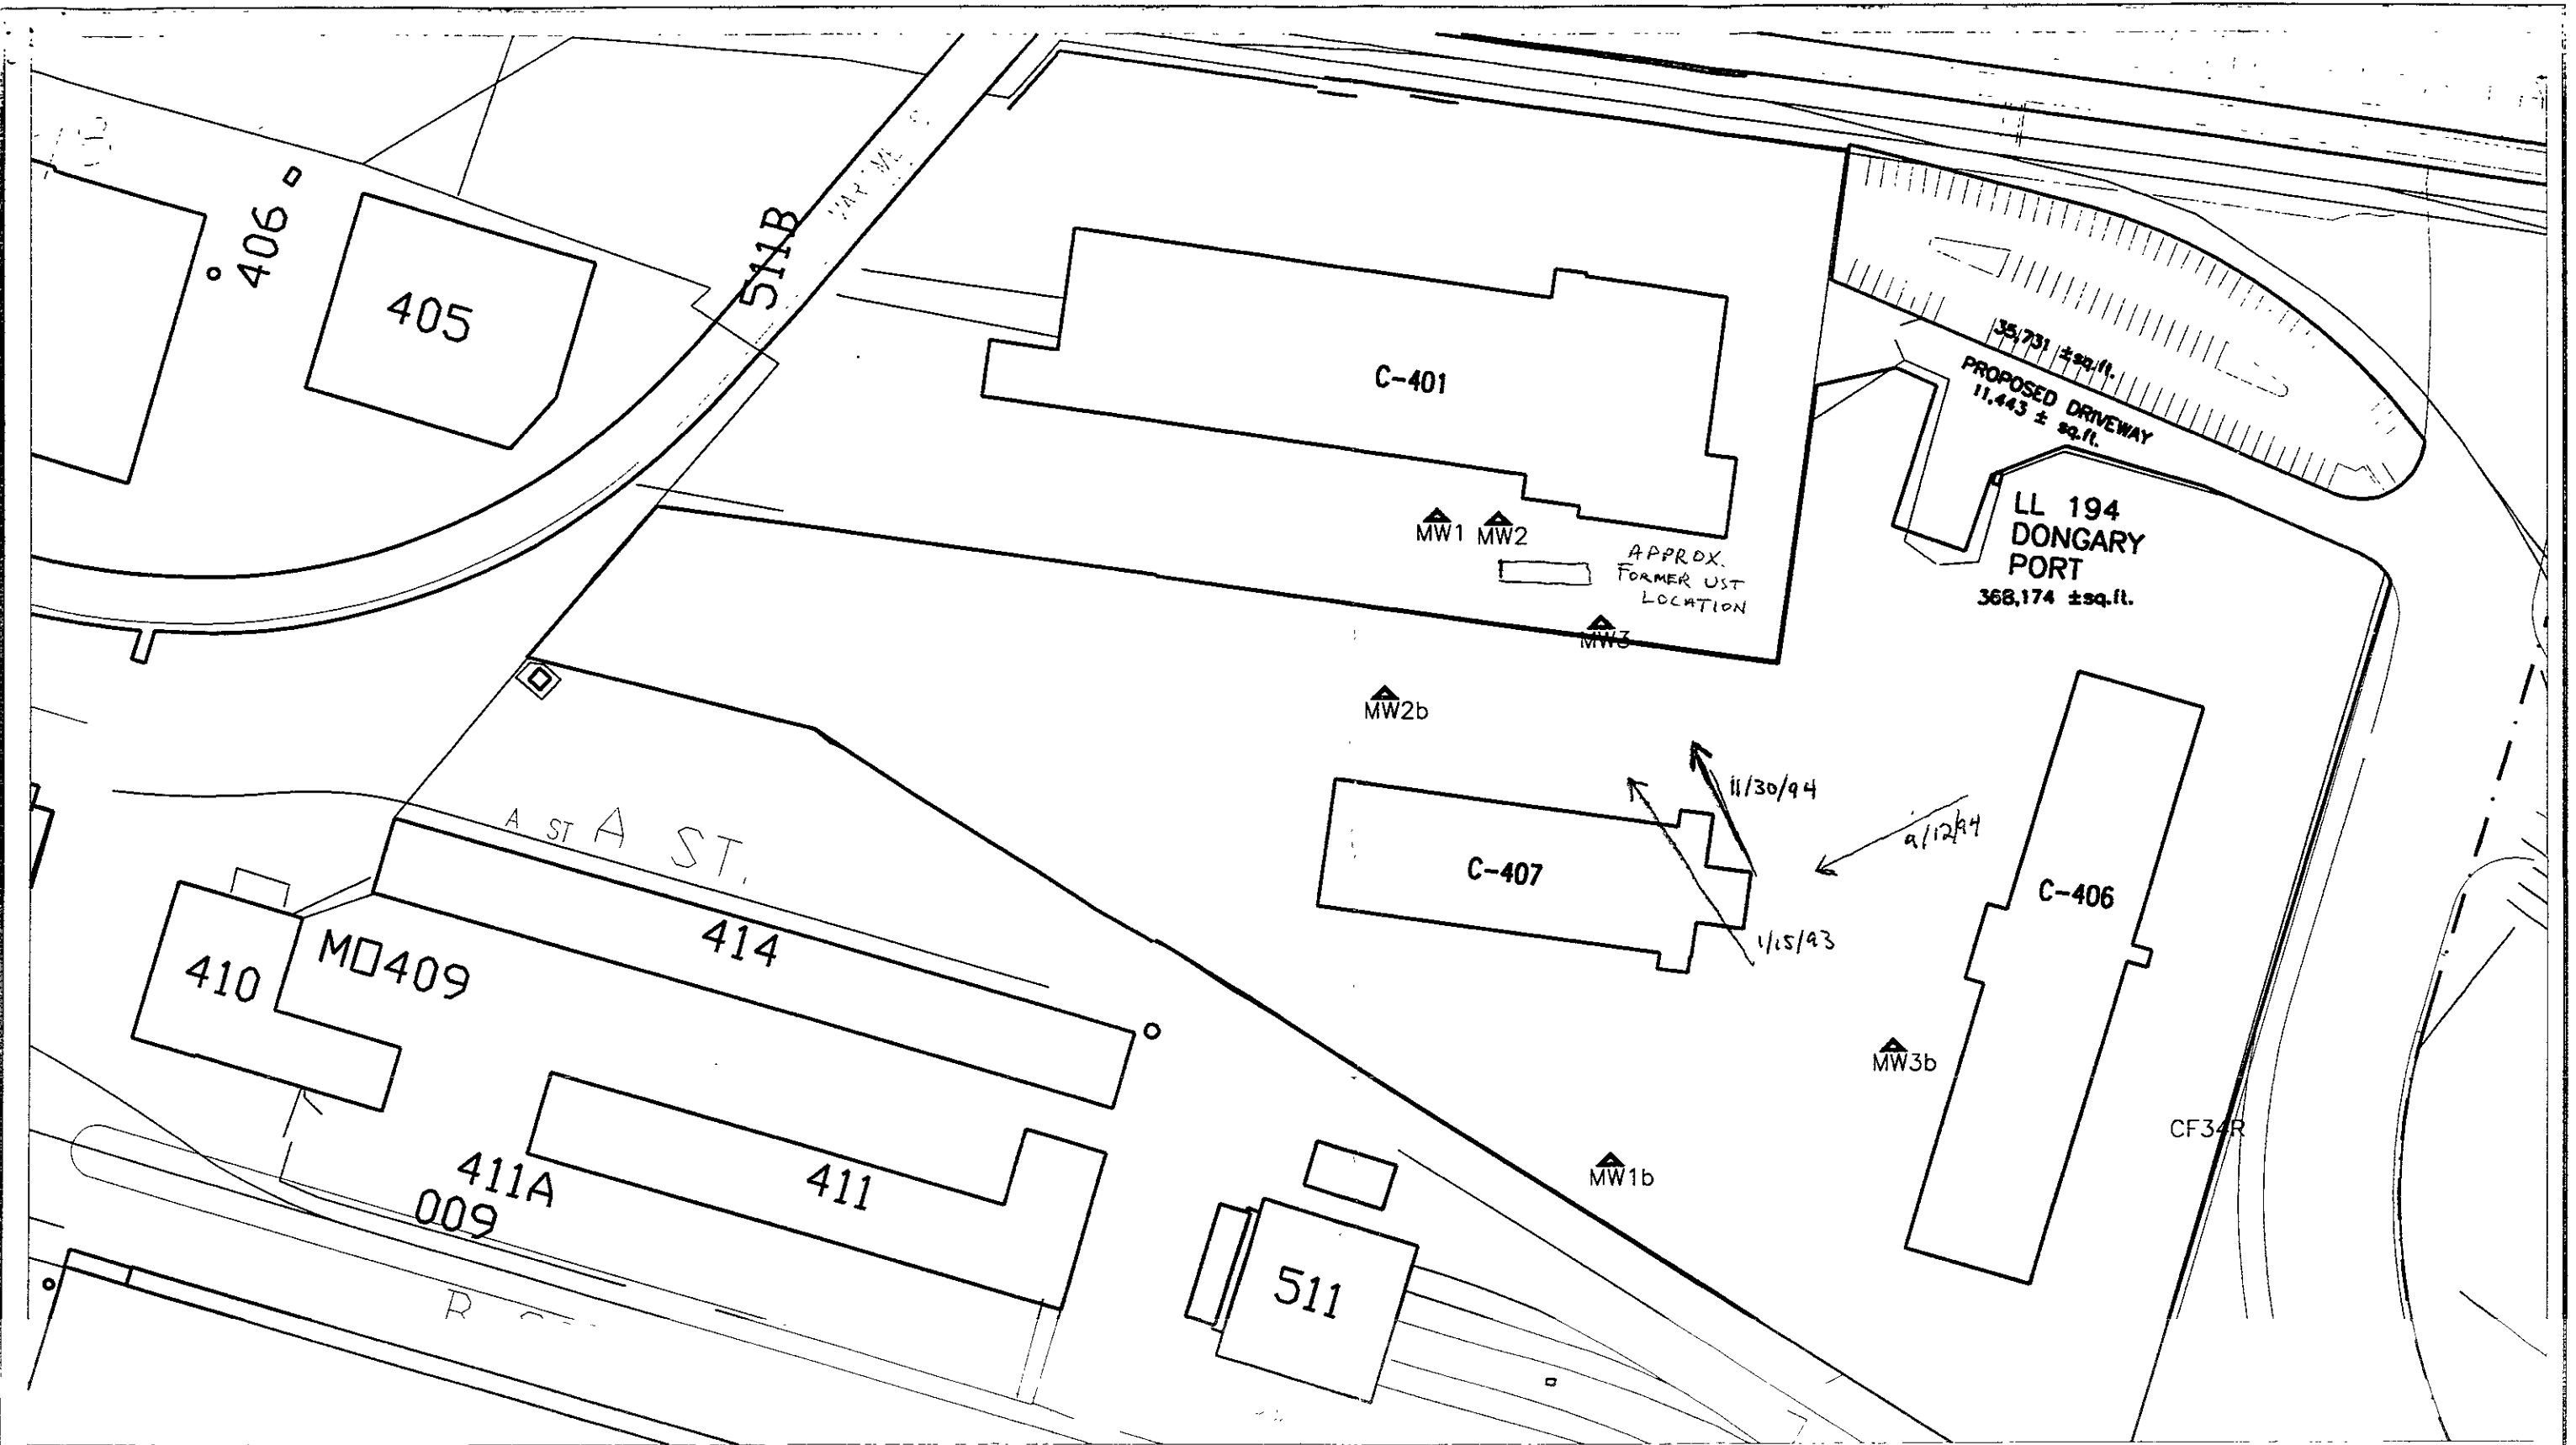 406
405
511B
C-401
35,731 ±sq.ft.
PROPOSED DRIVEWAY
11,443 ± sq.ft.
LL 194
DONGARY
PORT
368,174 ±sq.ft.
MW1
MW2
APPROX.
FORMER UST
LOCATION
MW3
MW2b
11/30/94
9/12/94
1/15/93
C-407
C-406
A ST
A ST.
414
MO409
410
MW3b
CF34R
MW1b
411A
009
411
511